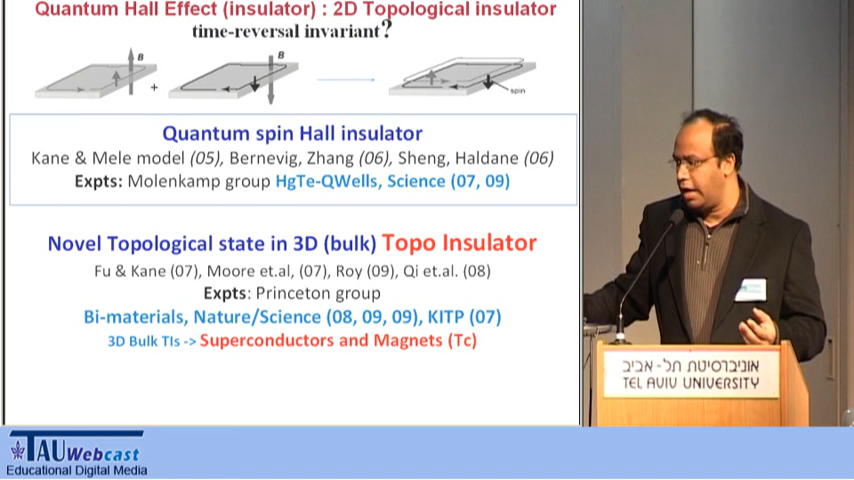 Quantum Hall Effect (insulator) : 2D Topological insulator
time-reversal invariant?
B
+
B
spin
Quantum spin Hall insulator
Kane & Mele model (05), Bernevig, Zhang (06), Sheng, Haldane (06)
Expts: Molenkamp group HgTe-QWells, Science (07, 09)
Novel Topological state in 3D (bulk) Topo Insulator
Fu & Kane (07), Moore et.al, (07), Roy (09), Qi et.al. (08)
Expts: Princeton group
Bi-materials, Nature/Science (08, 09, 09), KITP (07)
3D Bulk TIs -> Superconductors and Magnets (Tc)
אוניברסיטת תל-אביב
TEL AVIV UNIVERSITY
TAU Webcast
Educational Digital Media